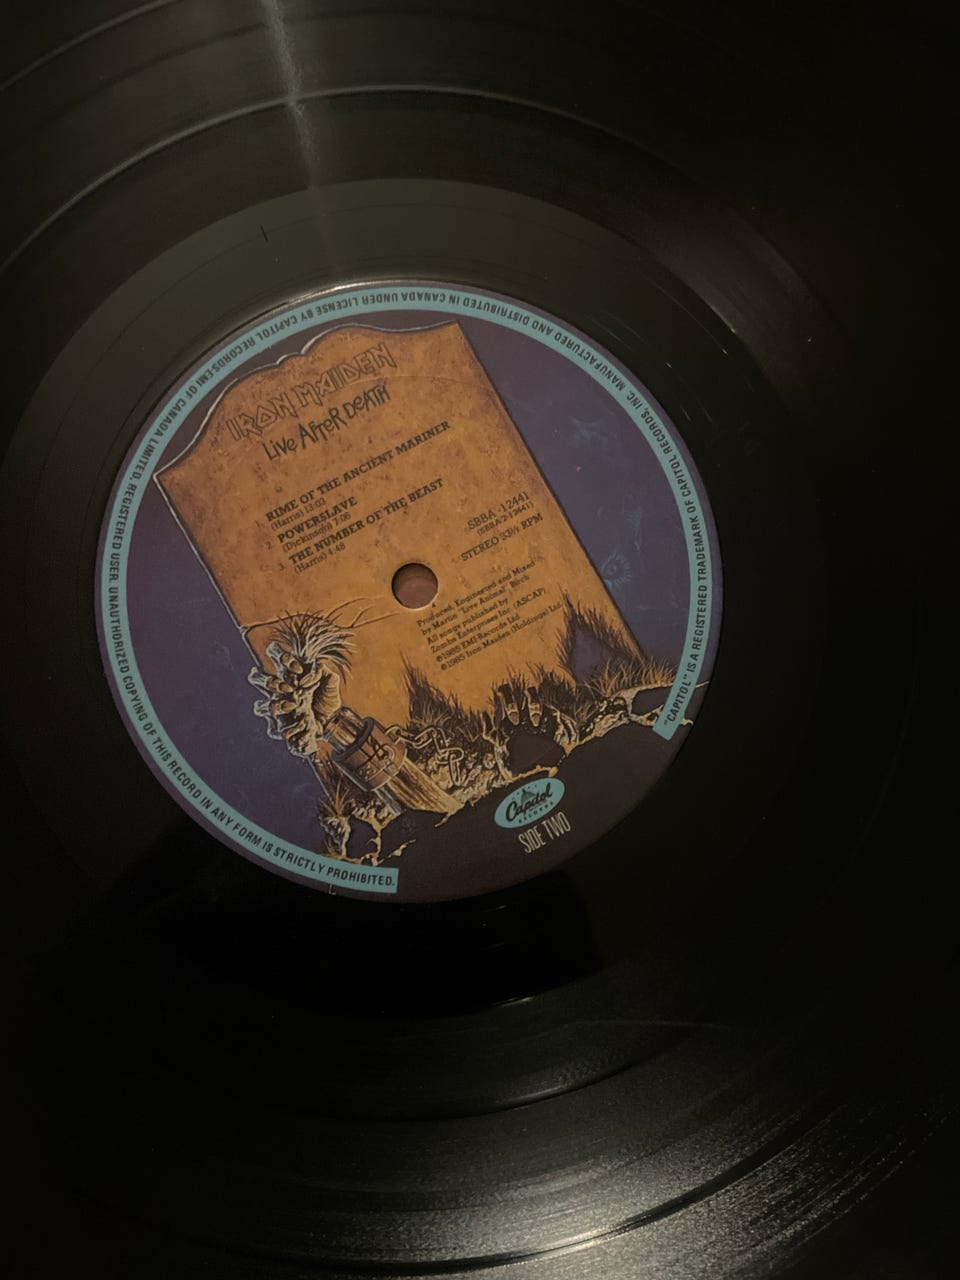 IRON MAIDEN
LIVE AFTER DEATH
1. RIME OF THE ANCIENT MARINER
(Harris) 13:03
2. POWERSLAVE
(Dickinson) 7:06
3. THE NUMBER OF THE BEAST
(Harris) 4:48
SBBA-12441
(SBBA/2-12441)
STEREO 33⅓ RPM
Produced, Engineered and Mixed
by Martin "Live Animal" Birch
All songs published by
Zomba Enterprises Inc. (ASCAP)
℗1985 EMI Records Ltd.
©1985 Iron Maiden (Holdings) Ltd.
Capitol
RECORDS
SIDE TWO
"CAPITOL" IS A REGISTERED TRADEMARK OF CAPITOL RECORDS, INC. MANUFACTURED AND DISTRIBUTED IN CANADA UNDER LICENSE BY CAPITOL RECORDS-EMI OF CANADA LIMITED, REGISTERED USER. UNAUTHORIZED COPYING OF THIS RECORD IN ANY FORM IS STRICTLY PROHIBITED.